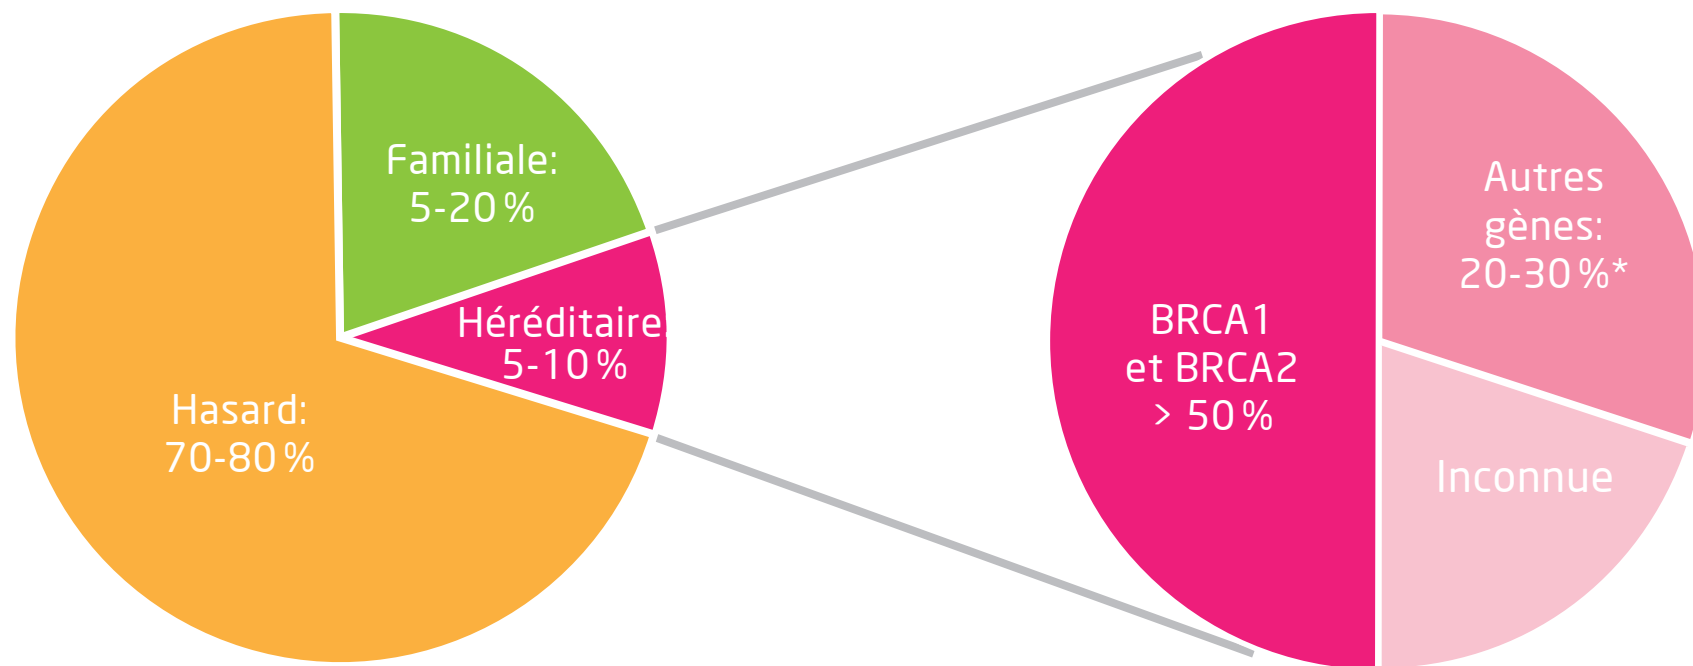 Familiale:
5-20 %
Héréditaire:
5-10 %
Hasard:
70-80 %
BRCA1
et BRCA2
> 50 %
Autres
gènes:
20-30 %*
Inconnue